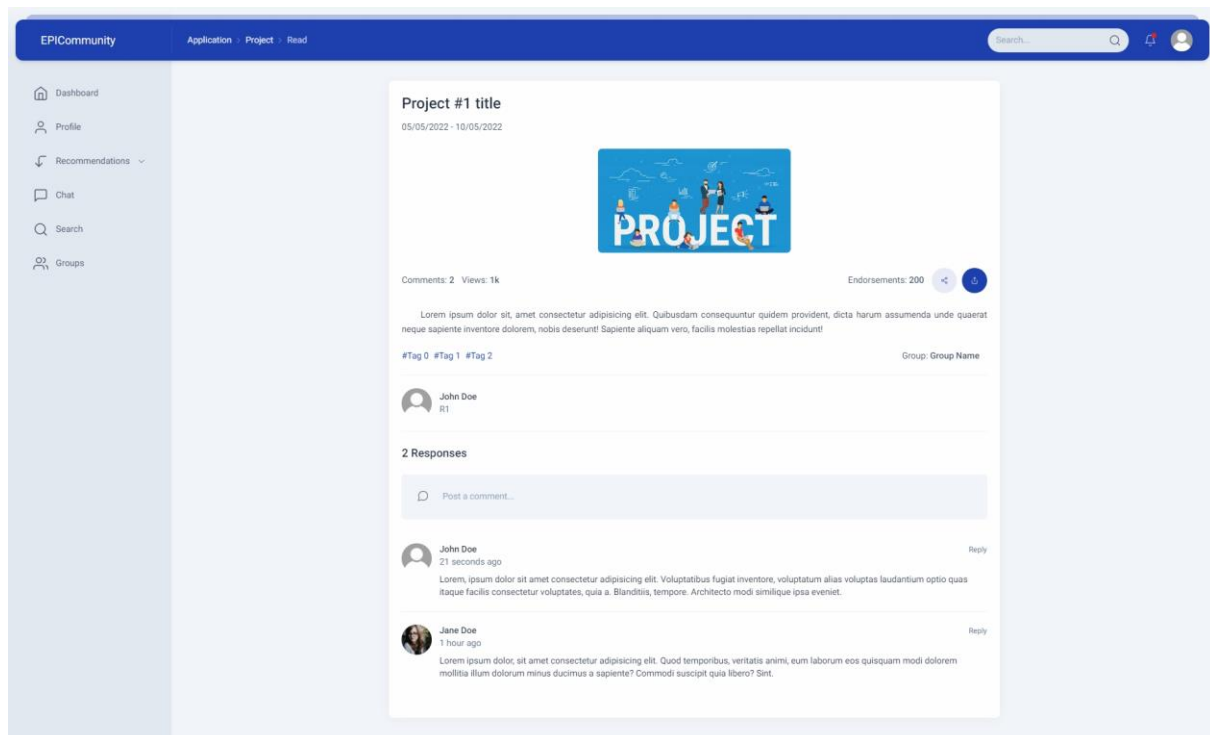 EPICommunity
Application > Project > Read
Search...
Dashboard
Profile
Recommendations
Chat
Search
Groups
Project #1 title
05/05/2022 - 10/05/2022
PROJECT
Comments: 2 Views: 1k
Endorsements: 200
Lorem ipsum dolor sit, amet consectetur adipisicing elit. Quibusdam consequuntur quidem provident, dicta harum assumenda unde quaerat
neque sapiente inventore dolorem, nobis deserunt! Sapiente aliquam vero, facilis molestias repellat incidunt!
#Tag 0 #Tag 1 #Tag 2
Group: Group Name
John Doe
R1
2 Responses
Post a comment...
John Doe
Reply
21 seconds ago
Lorem, ipsum dolor sit amet consectetur adipisicing elit. Voluptatibus fugiat inventore, voluptatum alias voluptas laudantium optio quas
itaque facilis consectetur voluptates, quia a. Blanditiis, tempore. Architecto modi similique ipsa eveniet.
Jane Doe
Reply
1 hour ago
Lorem ipsum dolor, sit amet consectetur adipisicing elit. Quod temporibus, veritatis animi, eum laborum eos quisquam modi dolorem
mollitia illum dolorum minus ducimus a sapiente? Commodi suscipit quia libero? Sint.